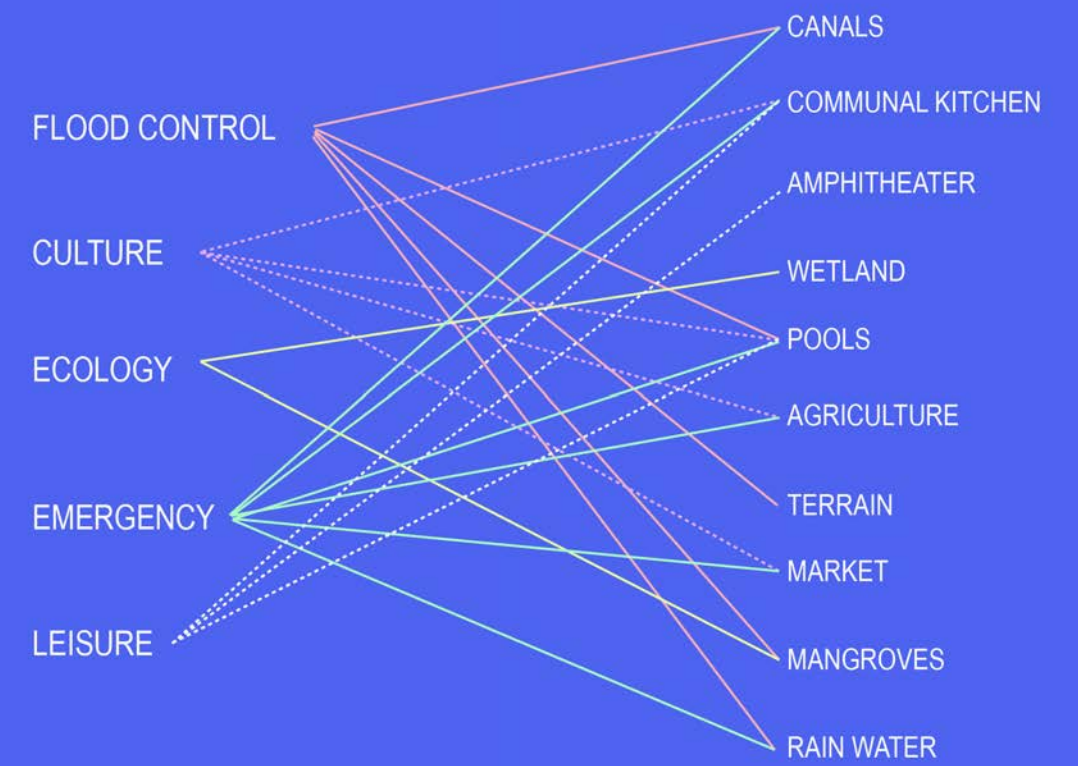 FLOOD CONTROL
CULTURE
ECOLOGY
EMERGENCY
LEISURE
CANALS
COMMUNAL KITCHEN
AMPHITHEATER
WETLAND
POOLS
AGRICULTURE
TERRAIN
MARKET
MANGROVES
RAIN WATER